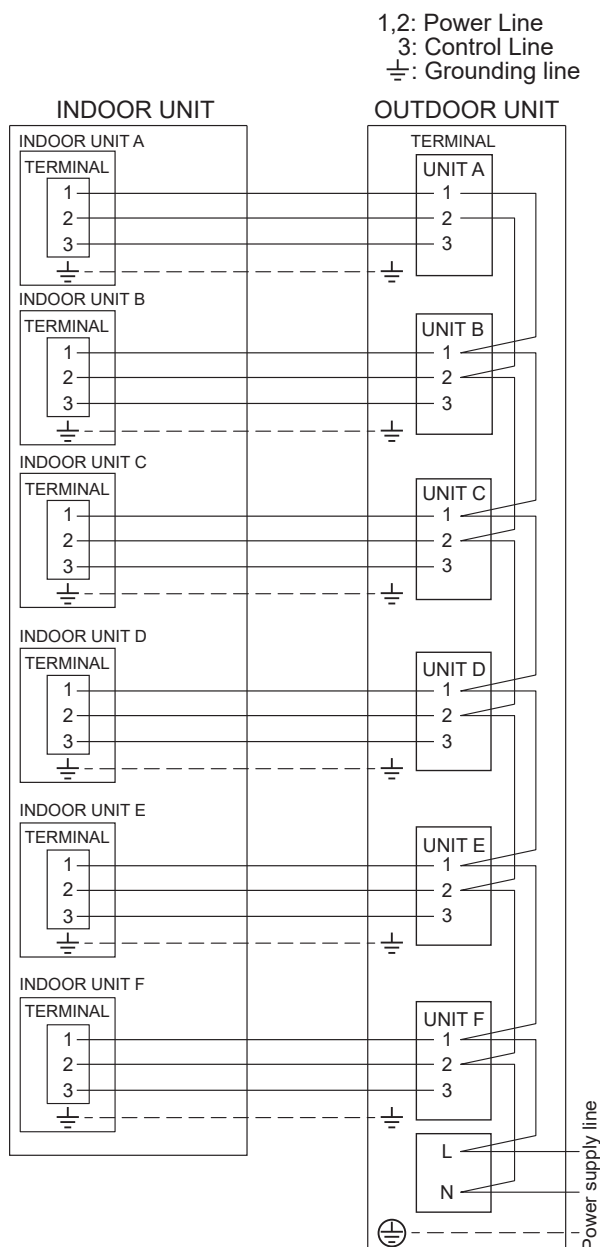 1,2: Power Line
3: Control Line
⏚: Grounding line
INDOOR UNIT
OUTDOOR UNIT
INDOOR UNIT A
TERMINAL
1
2
3
TERMINAL
UNIT A
1
2
3
INDOOR UNIT B
TERMINAL
1
2
3
UNIT B
1
2
3
INDOOR UNIT C
TERMINAL
1
2
3
UNIT C
1
2
3
INDOOR UNIT D
TERMINAL
1
2
3
UNIT D
1
2
3
INDOOR UNIT E
TERMINAL
1
2
3
UNIT E
1
2
3
INDOOR UNIT F
TERMINAL
1
2
3
UNIT F
1
2
3
L
N
Power supply line